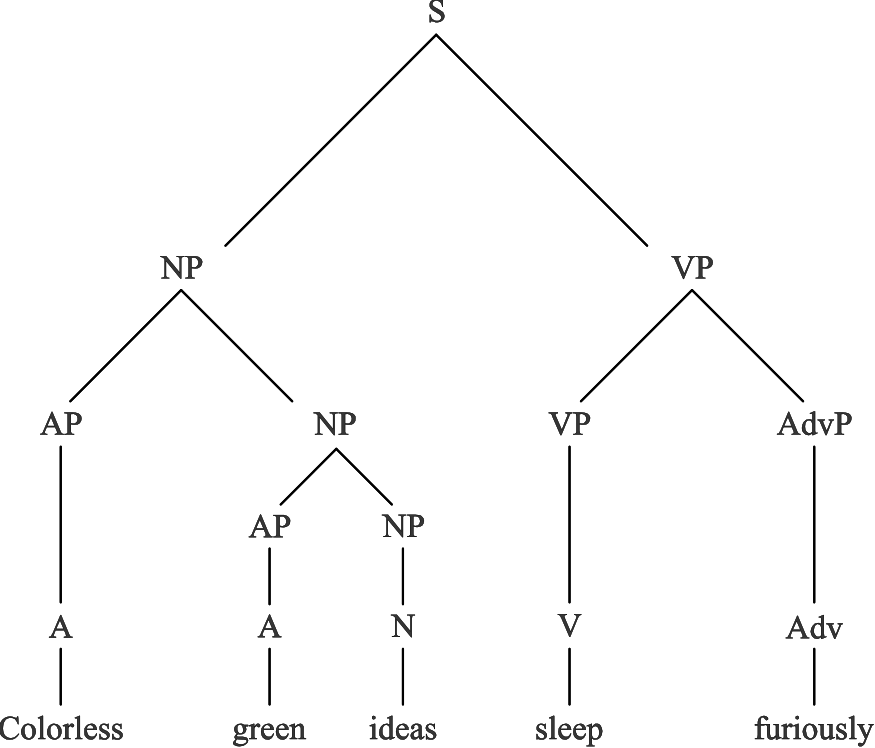 S
NP VP
AP NP VP AdvP
AP NP
A A N V Adv
Colorless green ideas sleep furiously